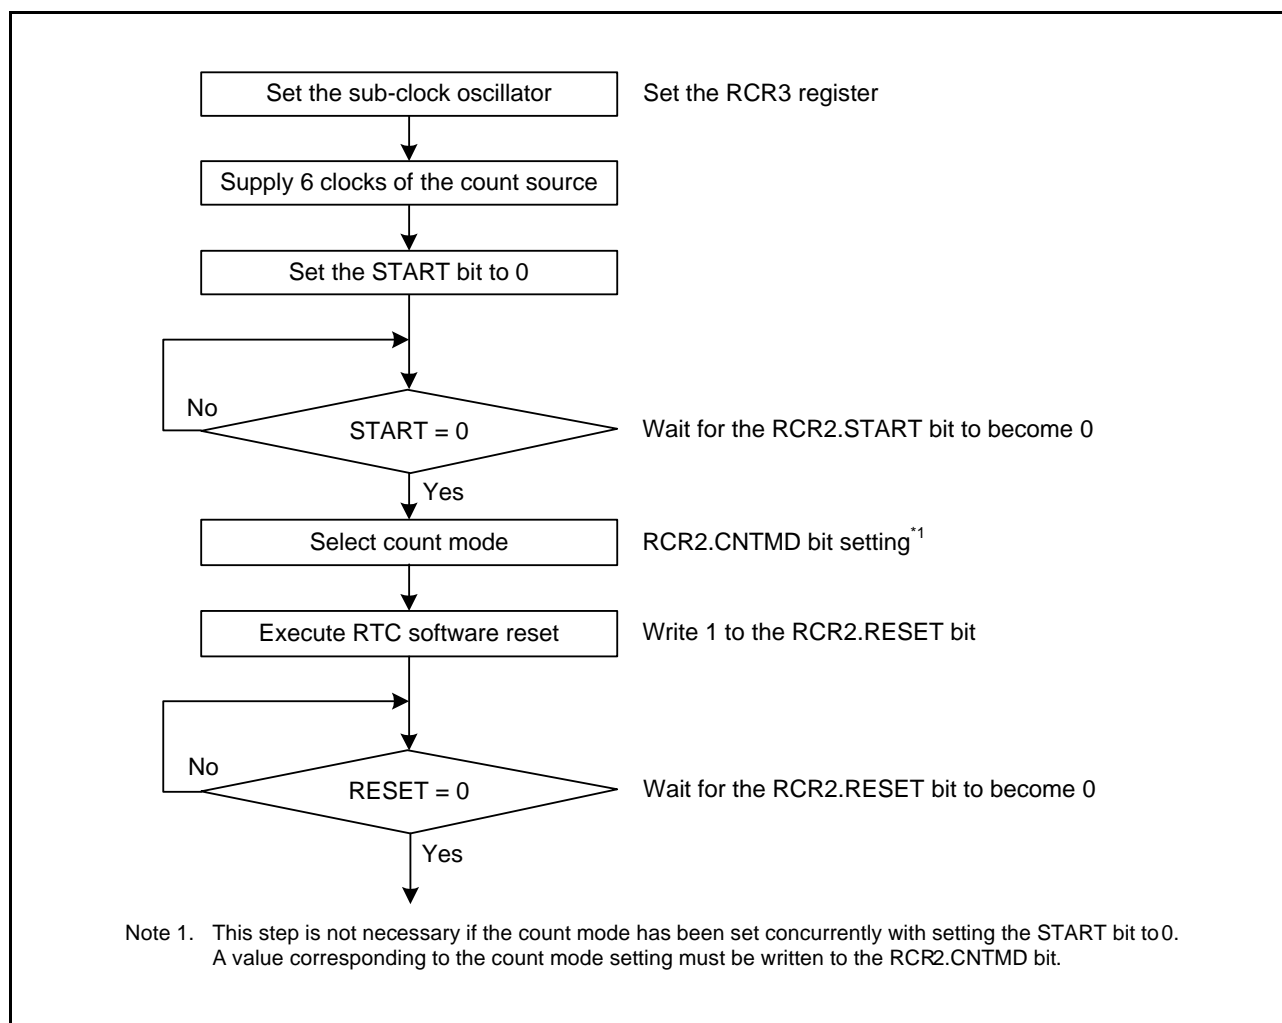 Set the sub-clock oscillator
Set the RCR3 register
Supply 6 clocks of the count source
Set the START bit to 0
No
START = 0
Wait for the RCR2.START bit to become 0
Yes
Select count mode
RCR2.CNTMD bit setting*1
Execute RTC software reset
Write 1 to the RCR2.RESET bit
No
RESET = 0
Wait for the RCR2.RESET bit to become 0
Yes
Note 1. This step is not necessary if the count mode has been set concurrently with setting the START bit to 0.
A value corresponding to the count mode setting must be written to the RCR2.CNTMD bit.